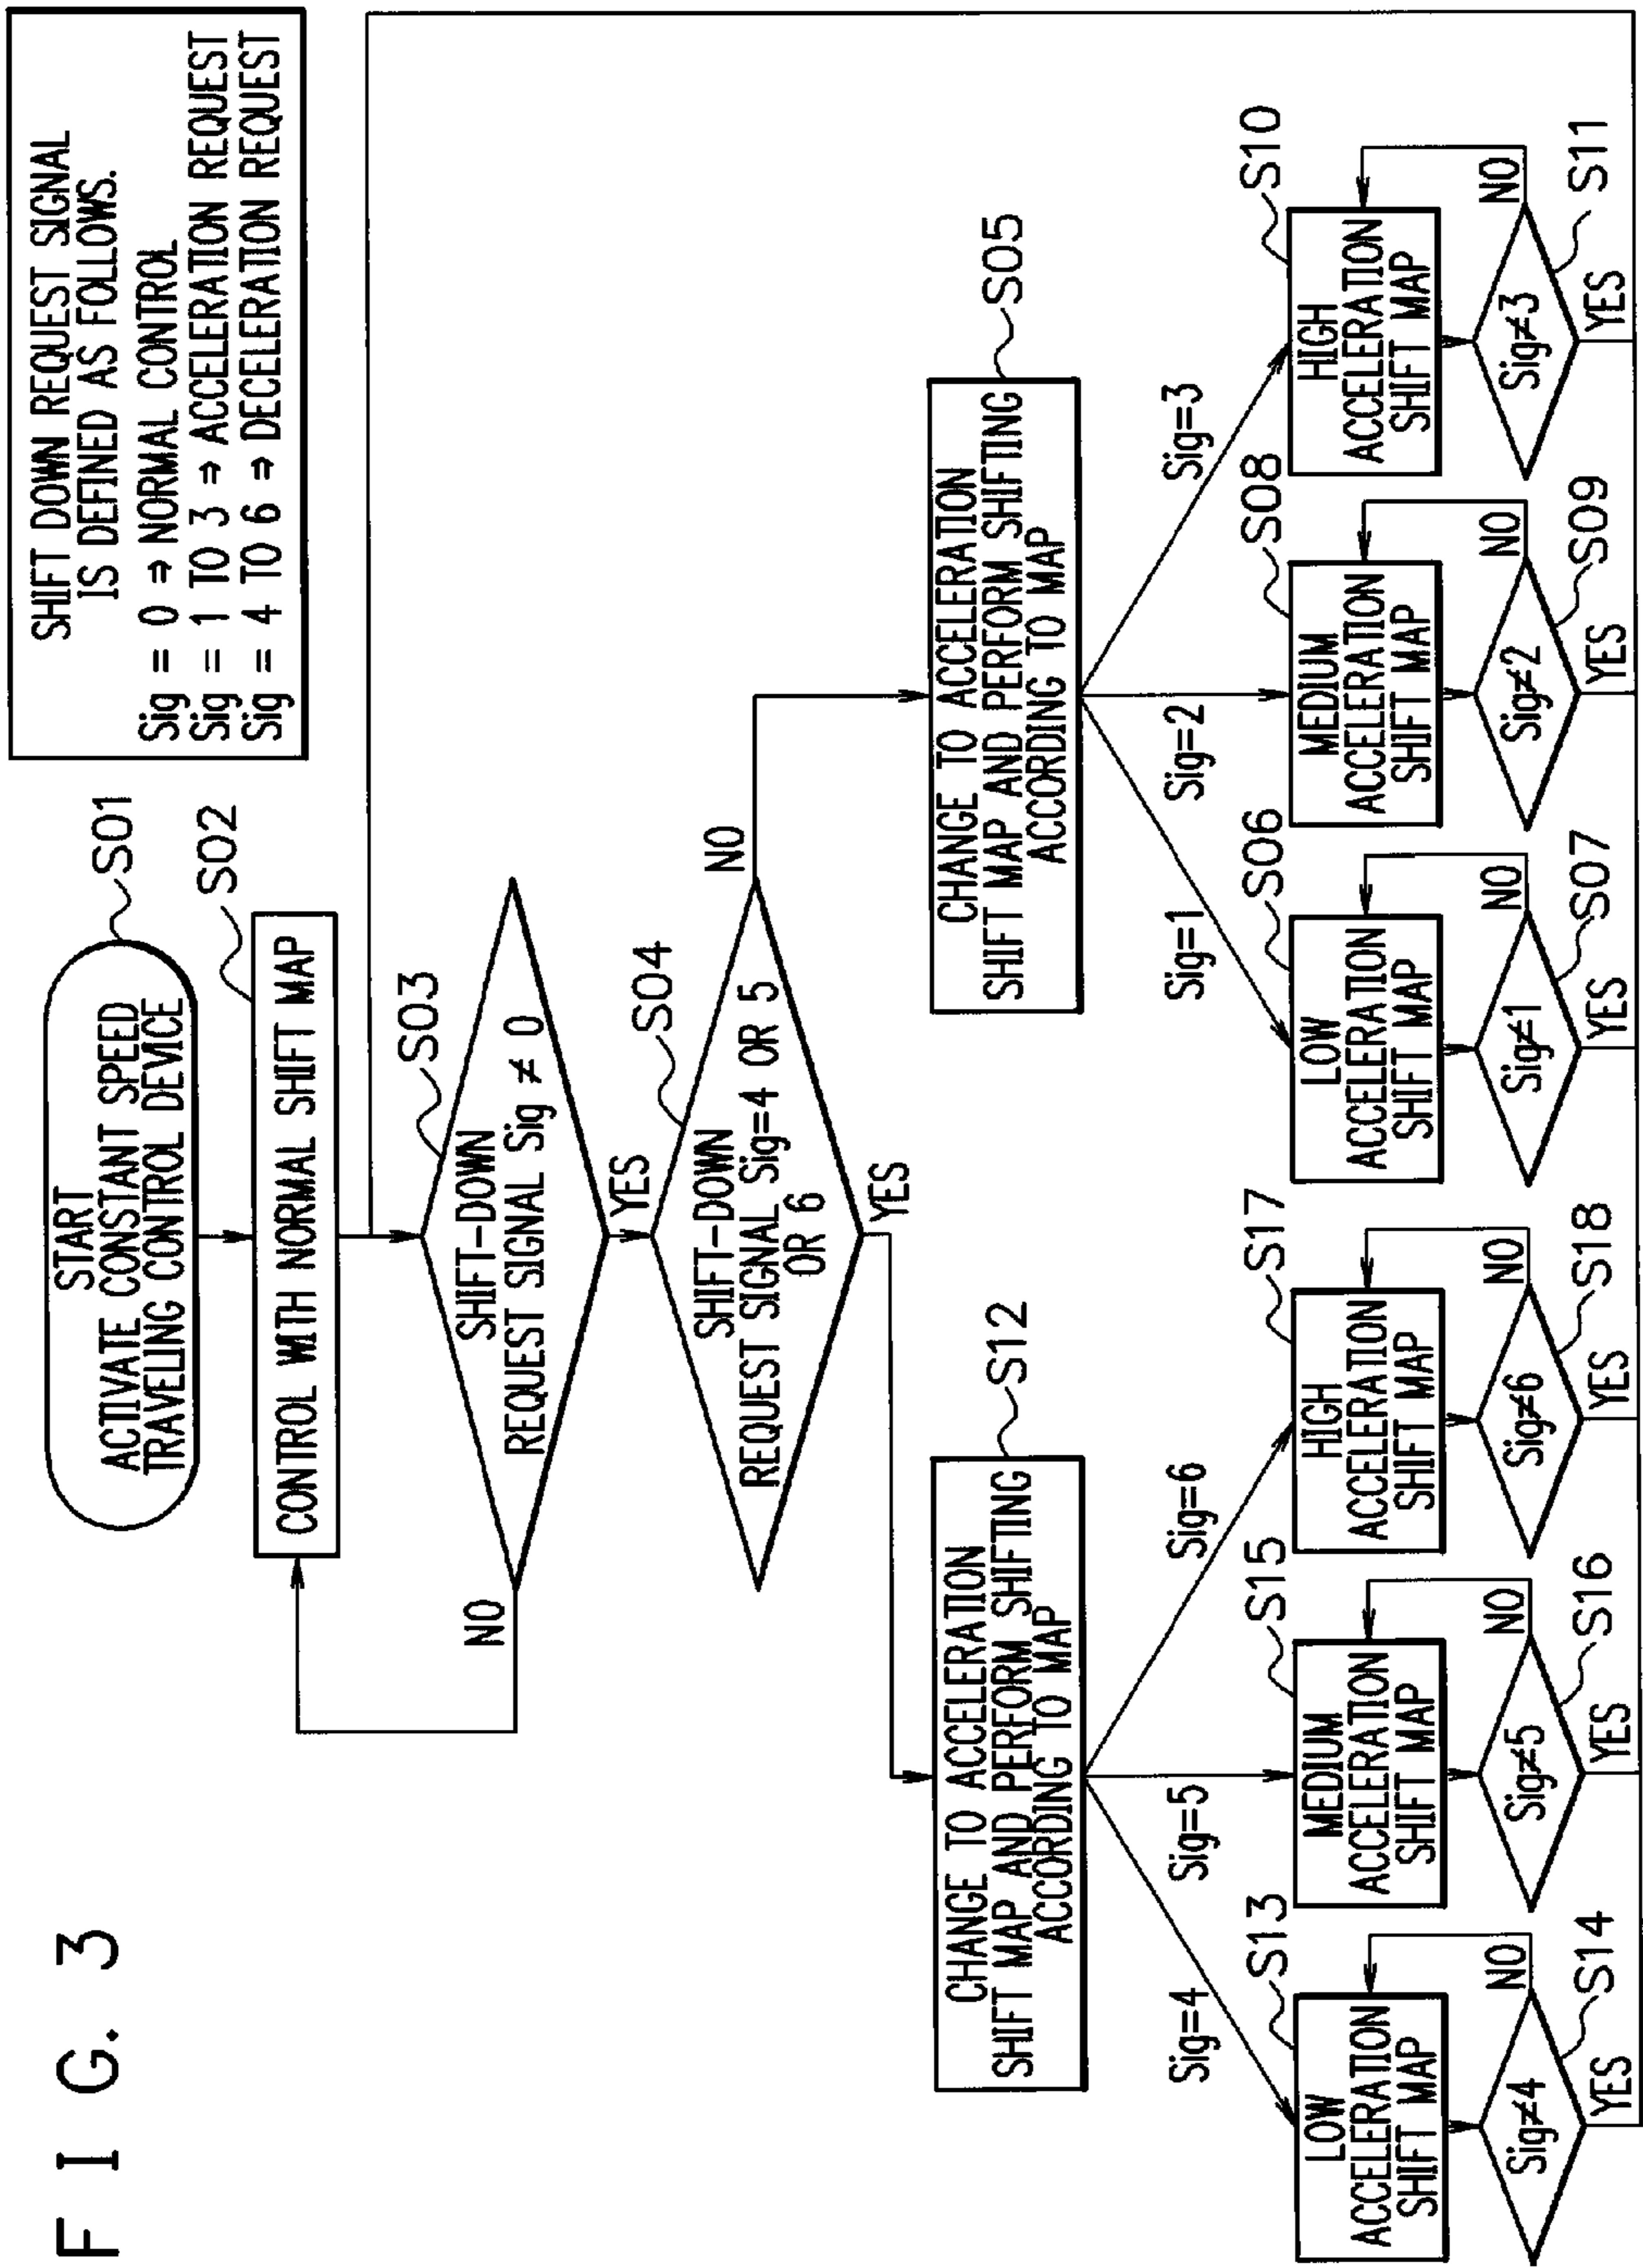 FIG. 3
SHIFT DOWN REQUEST SIGNAL
IS DEFINED AS FOLLOWS.
Sig = 0 ⇒ NORMAL CONTROL
Sig = 1 TO 3 ⇒ ACCELERATION REQUEST
Sig = 4 TO 6 ⇒ DECELERATION REQUEST
START
ACTIVATE CONSTANT SPEED
TRAVELING CONTROL DEVICE
S01
CONTROL WITH NORMAL SHIFT MAP
S02
SHIFT-DOWN
REQUEST SIGNAL Sig ≠ 0
S03
NO
YES
SHIFT-DOWN
REQUEST SIGNAL Sig=4 OR 5
OR 6
S04
NO
YES
CHANGE TO ACCELERATION
SHIFT MAP AND PERFORM SHIFTING
ACCORDING TO MAP
S12
CHANGE TO ACCELERATION
SHIFT MAP AND PERFORM SHIFTING
ACCORDING TO MAP
S05
Sig=4
Sig=5
Sig=6
Sig=1
Sig=2
Sig=3
LOW
ACCELERATION
SHIFT MAP
S13
MEDIUM
ACCELERATION
SHIFT MAP
S15
HIGH
ACCELERATION
SHIFT MAP
S17
LOW
ACCELERATION
SHIFT MAP
S06
MEDIUM
ACCELERATION
SHIFT MAP
S08
HIGH
ACCELERATION
SHIFT MAP
S10
Sig≠4
NO
S14
YES
Sig≠5
NO
S16
YES
Sig≠6
NO
S18
YES
Sig≠1
NO
S07
YES
Sig≠2
NO
S09
YES
Sig≠3
NO
S11
YES